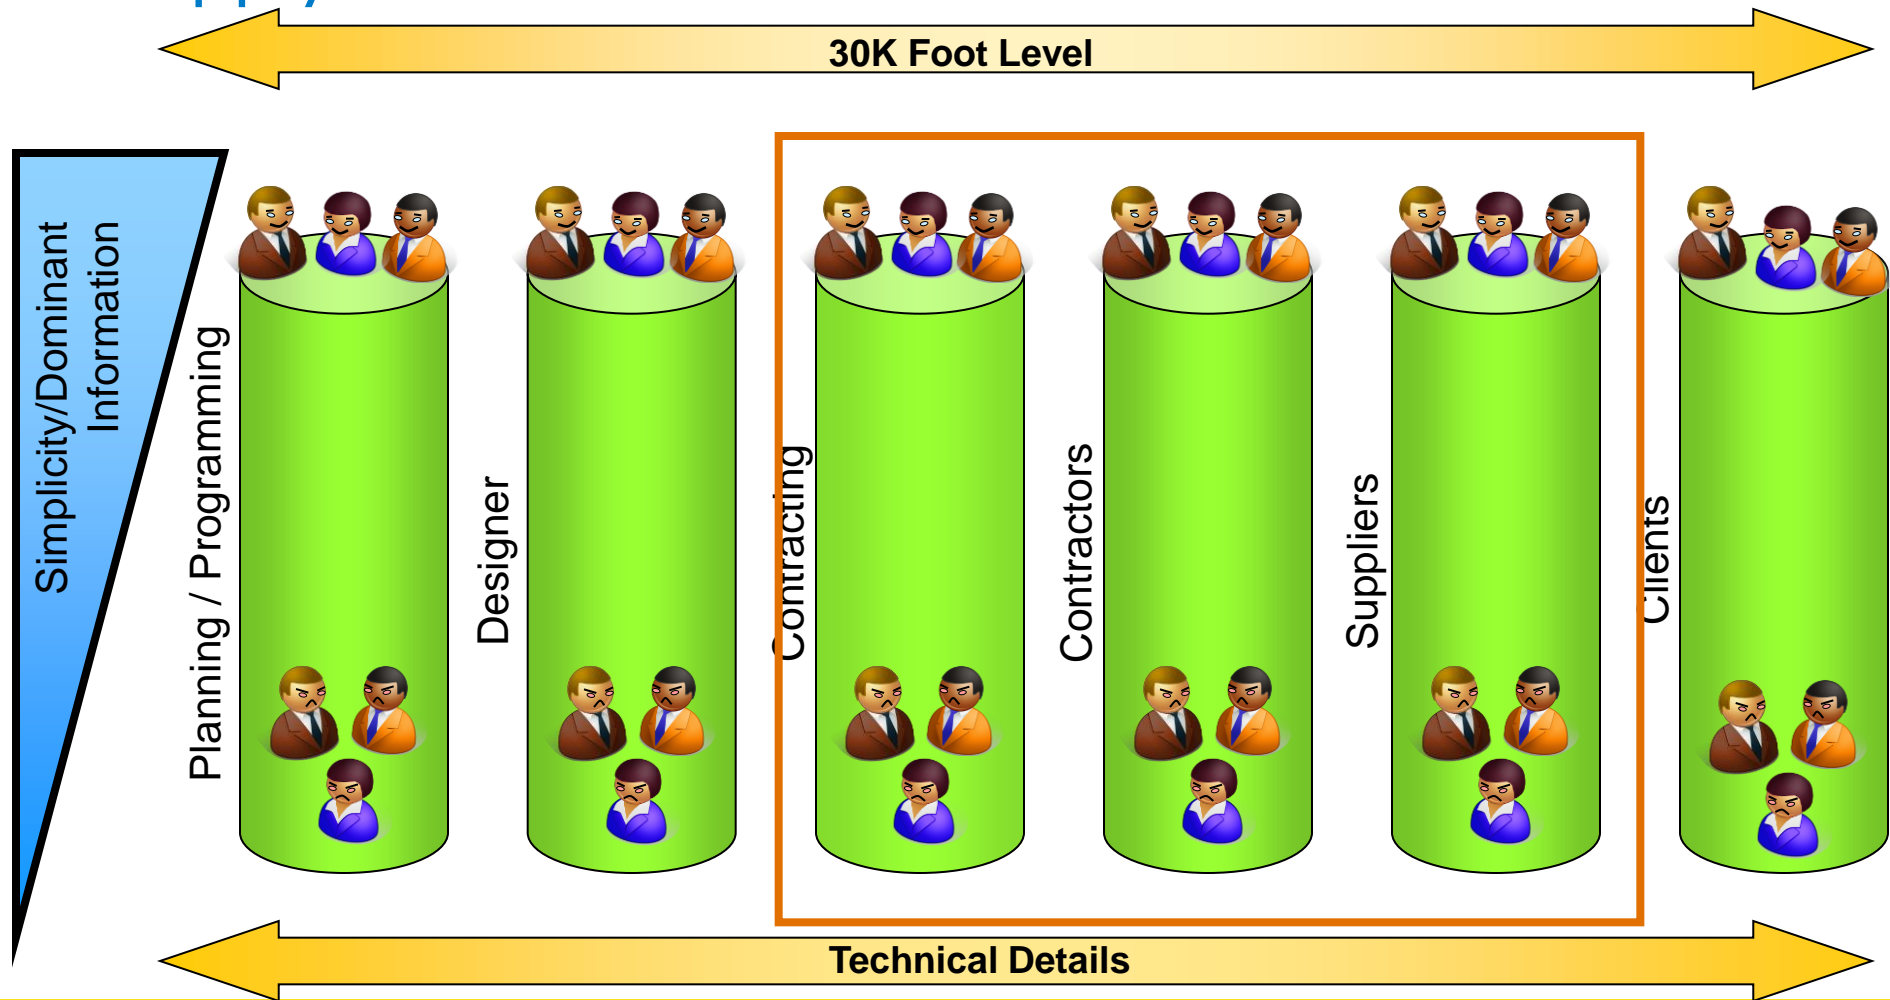 30K Foot Level
Simplicity/Dominant
Information
Planning / Programming
Designer
Contracting
Contractors
Suppliers
Clients
Technical Details